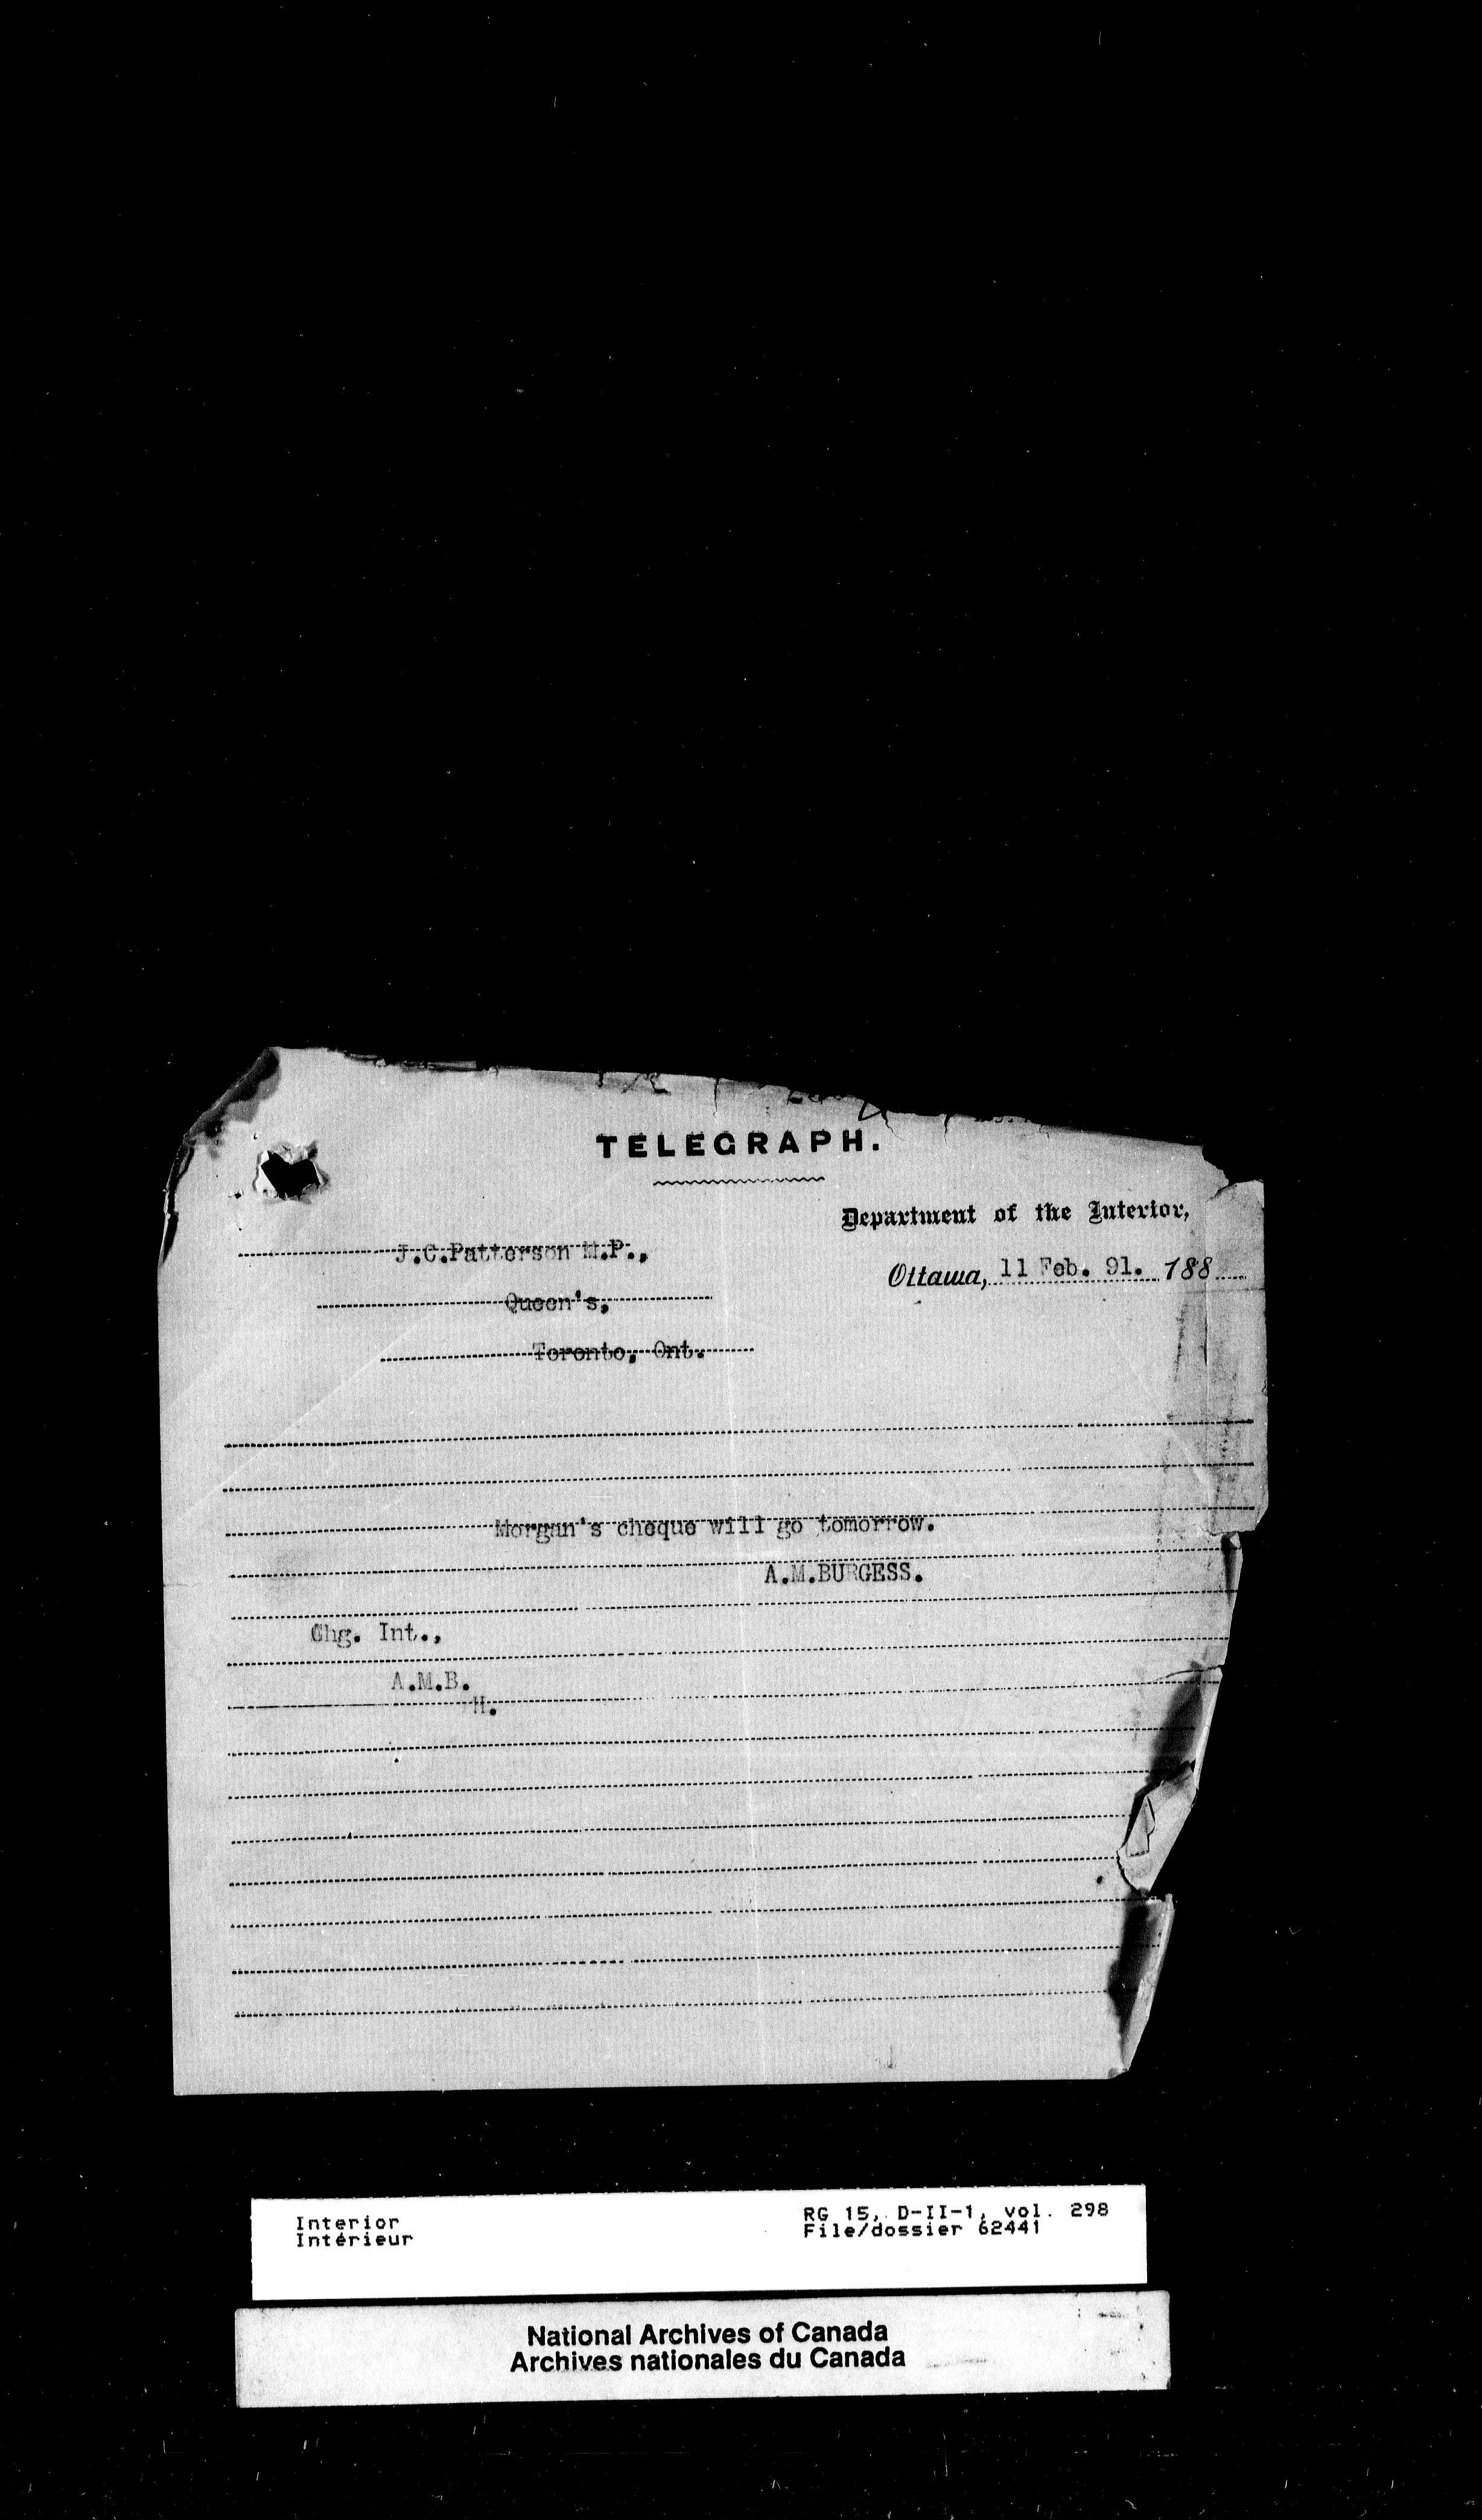 TELEGRAPH.
Department of the Interior,
J.C.Patterson M.P.,
Ottawa, 11 Feb. 91. 188
Queen's,
Toronto, Ont.
Morgan's cheque will go tomorrow.
A.M.BURGESS.
Chg. Int.,
A.M.B.
H.
Interior
Intérieur
RG 15, D-II-1, vol. 298
File/dossier 62441
National Archives of Canada
Archives nationales du Canada